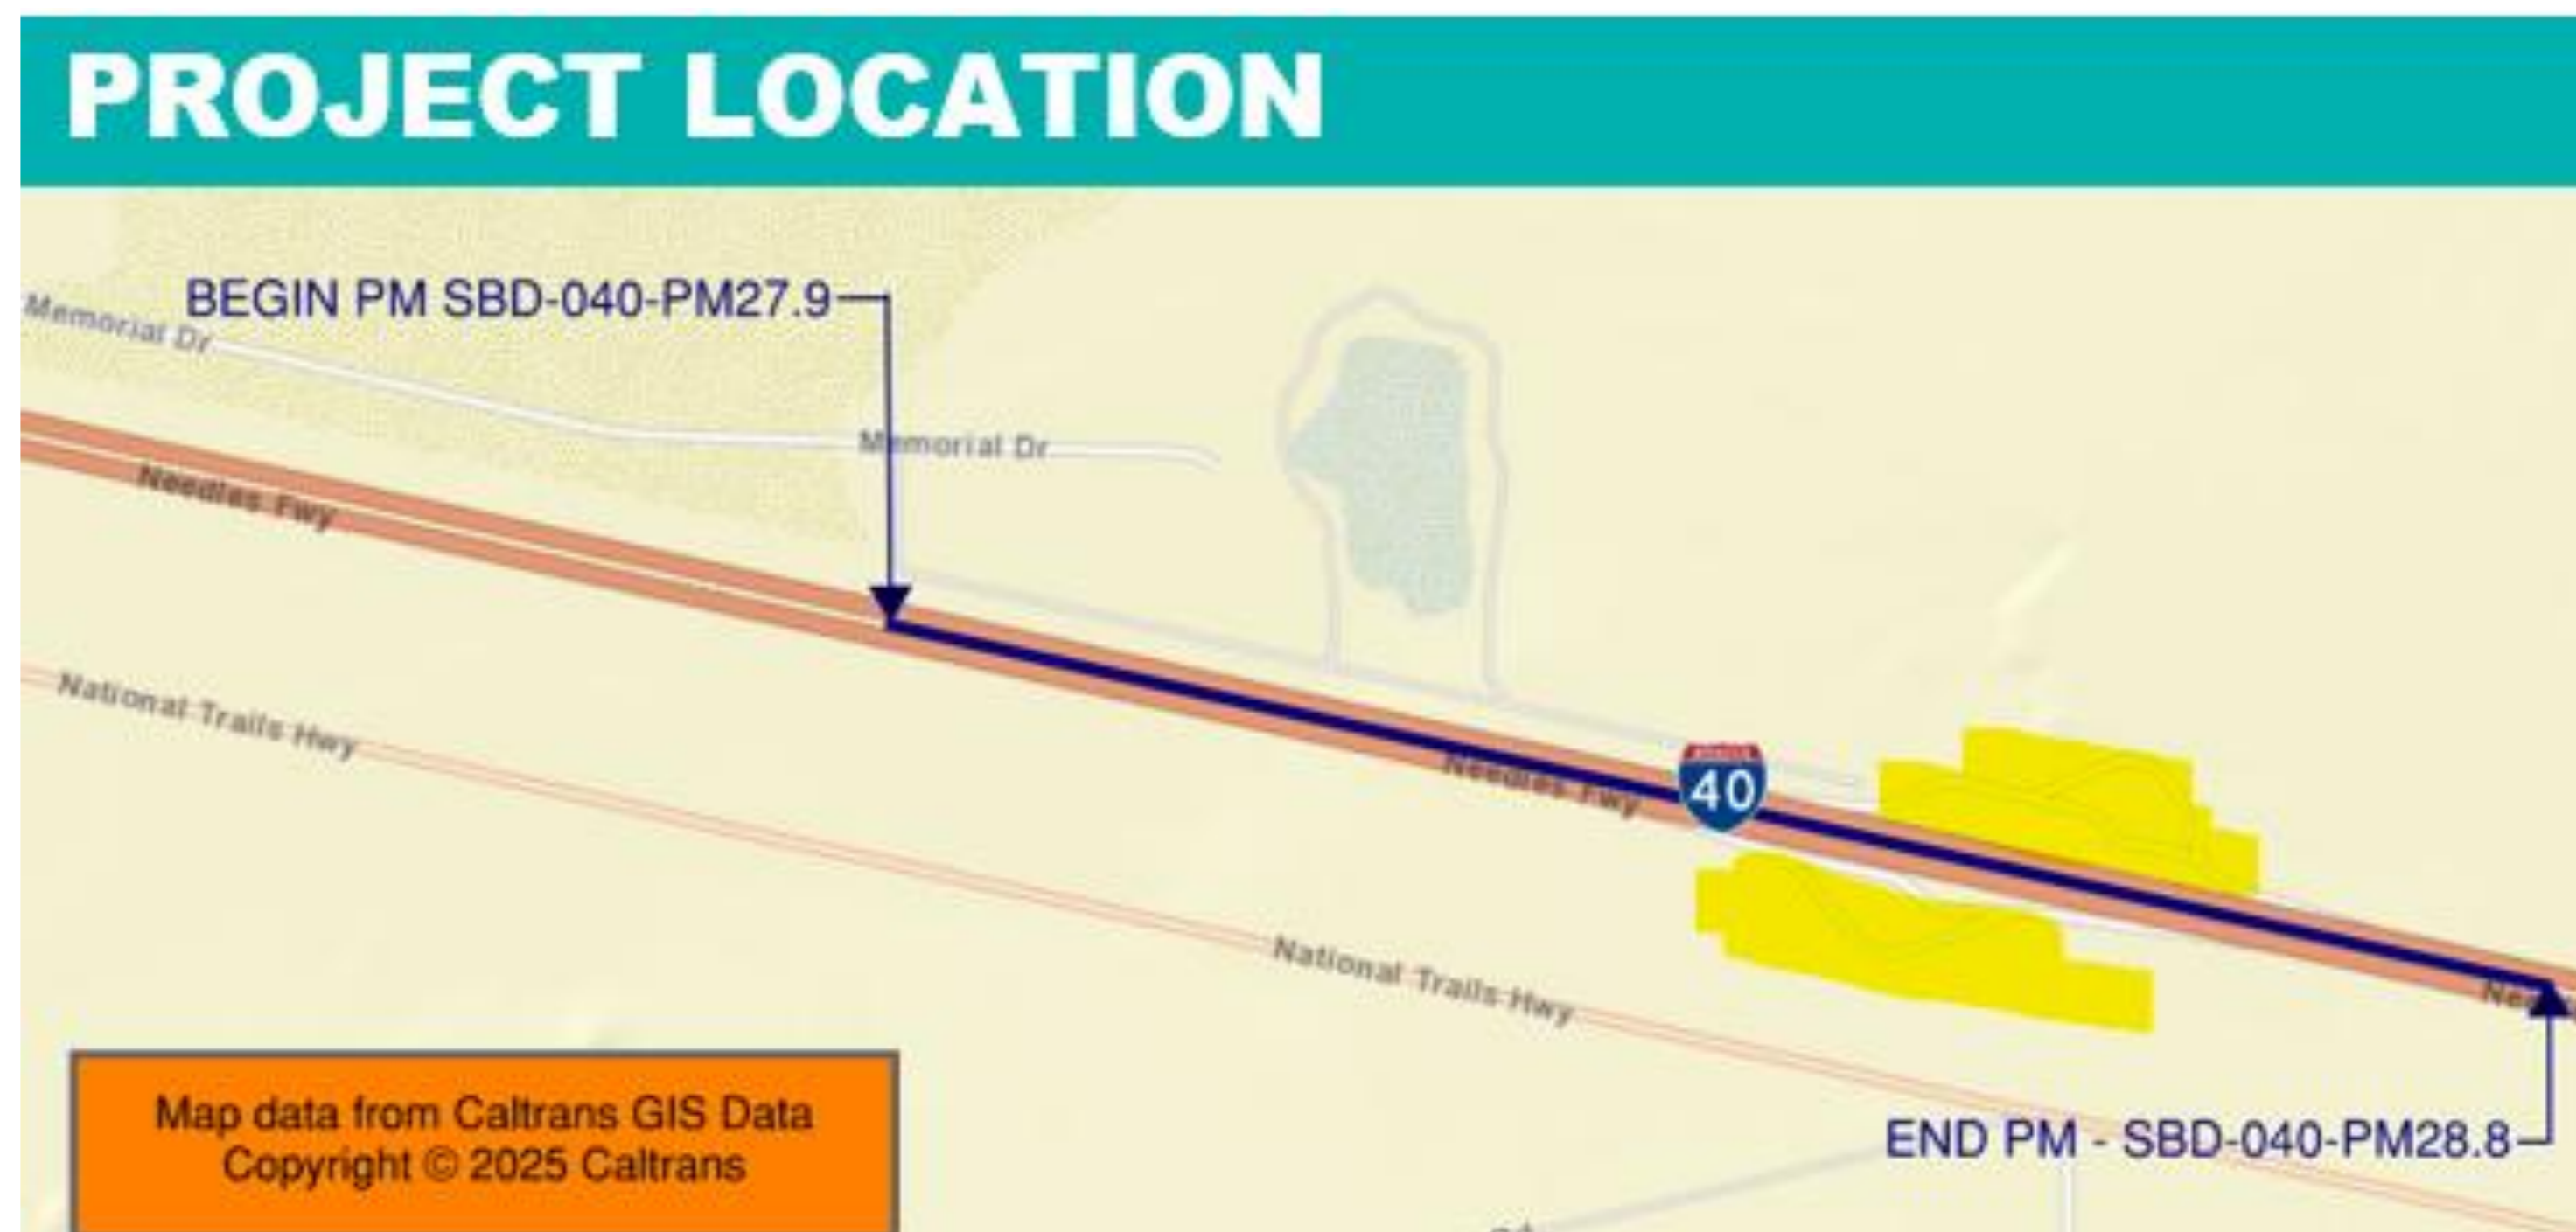 PROJECT LOCATION
BEGIN PM SBD-040-PM27.9
Memorial Dr
Memorial Dr
Needles Fwy
National Trails Hwy
Needles Fwy
40
National Trails Hwy
Map data from Caltrans GIS Data
Copyright © 2025 Caltrans
END PM - SBD-040-PM28.8